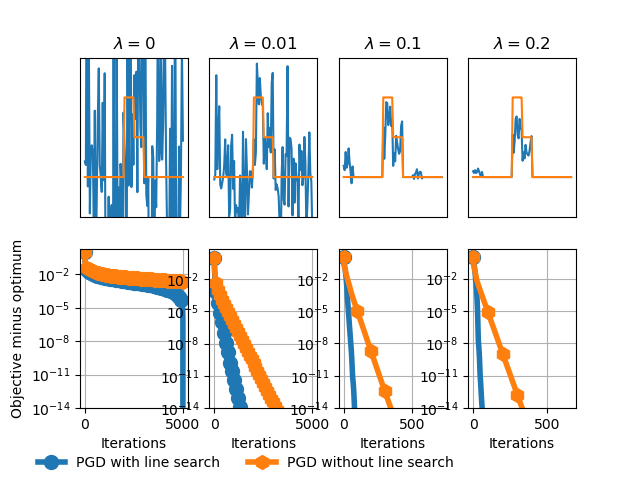 λ = 0 λ = 0.01 λ = 0.1 λ = 0.2
Objective minus optimum
10⁻² 10⁻² 10⁻² 10⁻²
10⁻⁵ 10⁻⁵ 10⁻⁵ 10⁻⁵
10⁻⁸ 10⁻⁸ 10⁻⁸ 10⁻⁸
10⁻¹¹ 10⁻¹¹ 10⁻¹¹ 10⁻¹¹
10⁻¹⁴ 10⁻¹⁴ 10⁻¹⁴ 10⁻¹⁴
0 5000 0 5000 0 500 0 500
Iterations Iterations Iterations Iterations
PGD with line search PGD without line search